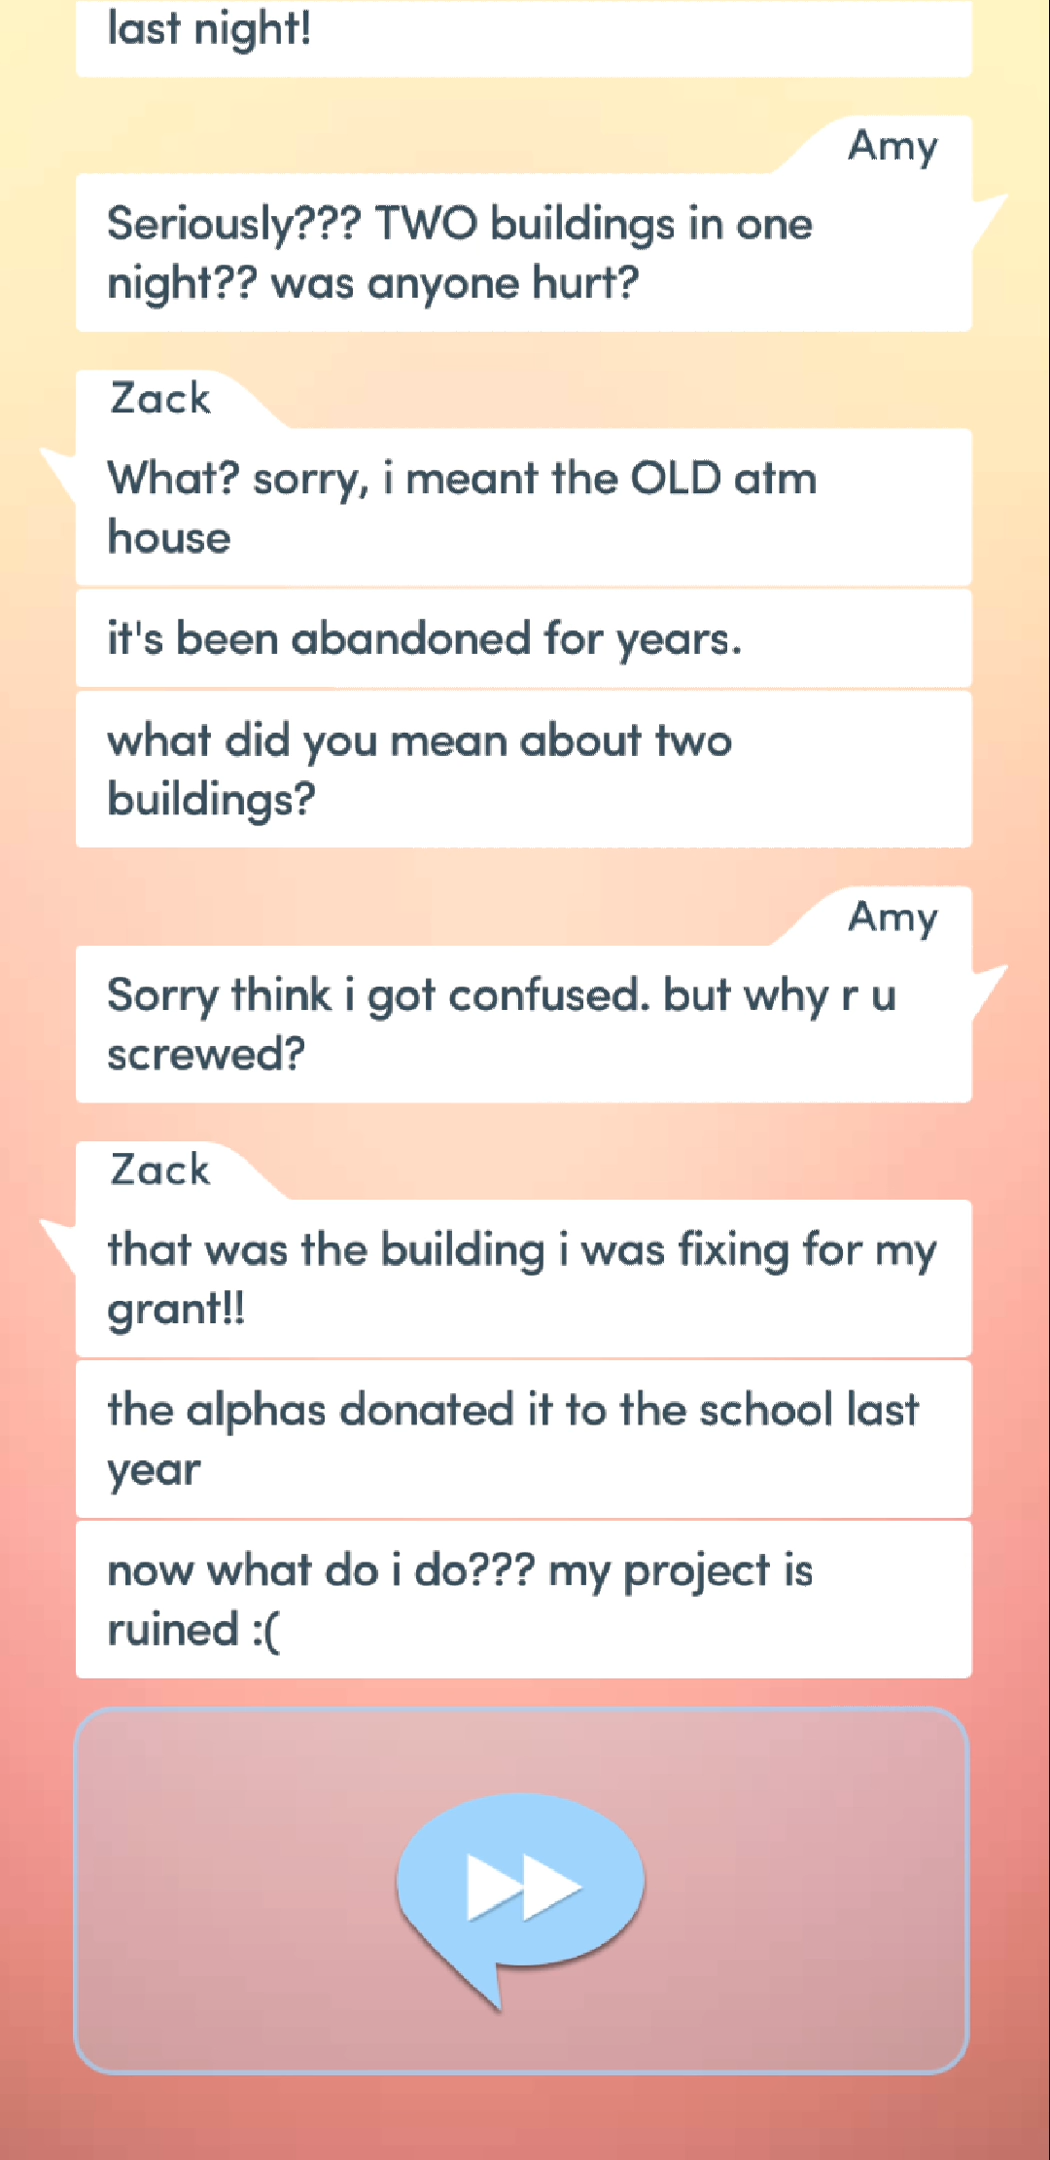 last night!
Amy
Seriously??? TWO buildings in one
night?? was anyone hurt?
Zack
What? sorry, i meant the OLD atm
house
it's been abandoned for years.
what did you mean about two
buildings?
Amy
Sorry think i got confused. but why r u
screwed?
Zack
that was the building i was fixing for my
grant!!
the alphas donated it to the school last
year
now what do i do??? my project is
ruined :(